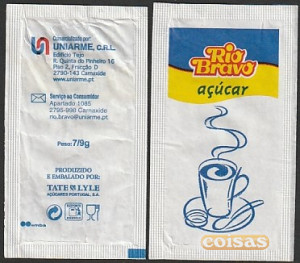 Comercializado por:
UNIARME, C.R.L.
Edifício Tejo
R. Quinta do Pinheiro 16
Piso 2, Fracção D
2790-143 Carnaxide
www.uniarme.pt
Serviço ao Consumidor
Apartado 1085
2795-990 Carnaxide
rio.bravo@uniarme.pt
Peso: 7/9g
PRODUZIDO
E EMBALADO POR:
TATE & LYLE
AÇÚCARES PORTUGAL, S.A.
Rio
Bravo
açúcar
coisas